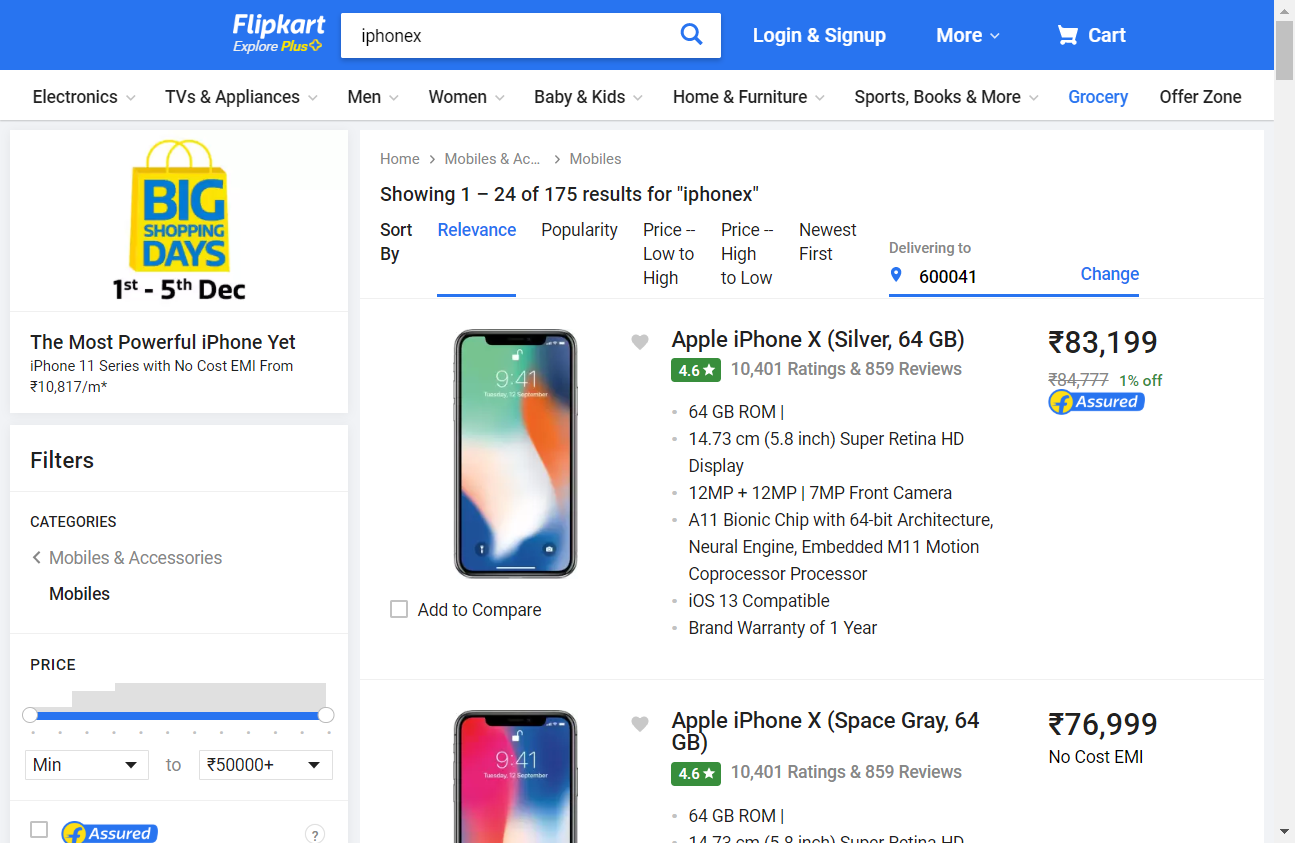 Flipkart
Explore Plus
iphonex
Login & Signup
More
Cart
Electronics
TVs & Appliances
Men
Women
Baby & Kids
Home & Furniture
Sports, Books & More
Grocery
Offer Zone
BIG
SHOPPING
DAYS
1st - 5th Dec
The Most Powerful iPhone Yet
iPhone 11 Series with No Cost EMI From
₹10,817/m*
Filters
CATEGORIES
Mobiles & Accessories
Mobiles
PRICE
Min
to
₹50000+
Assured
?
Home
Mobiles & Ac...
Mobiles
Showing 1 – 24 of 175 results for "iphonex"
Sort
By
Relevance
Popularity
Price --
Low to
High
Price --
High
to Low
Newest
First
Delivering to
600041
Change
9:41
Tuesday, 12 September
Add to Compare
Apple iPhone X (Silver, 64 GB)
4.6★
10,401 Ratings & 859 Reviews
64 GB ROM |
14.73 cm (5.8 inch) Super Retina HD
Display
12MP + 12MP | 7MP Front Camera
A11 Bionic Chip with 64-bit Architecture,
Neural Engine, Embedded M11 Motion
Coprocessor Processor
iOS 13 Compatible
Brand Warranty of 1 Year
₹83,199
₹84,777 1% off
Assured
9:41
Tuesday, 12 September
Apple iPhone X (Space Gray, 64
GB)
4.6★
10,401 Ratings & 859 Reviews
64 GB ROM |
14.73 cm (5.8 inch) Super Retina HD
₹76,999
No Cost EMI